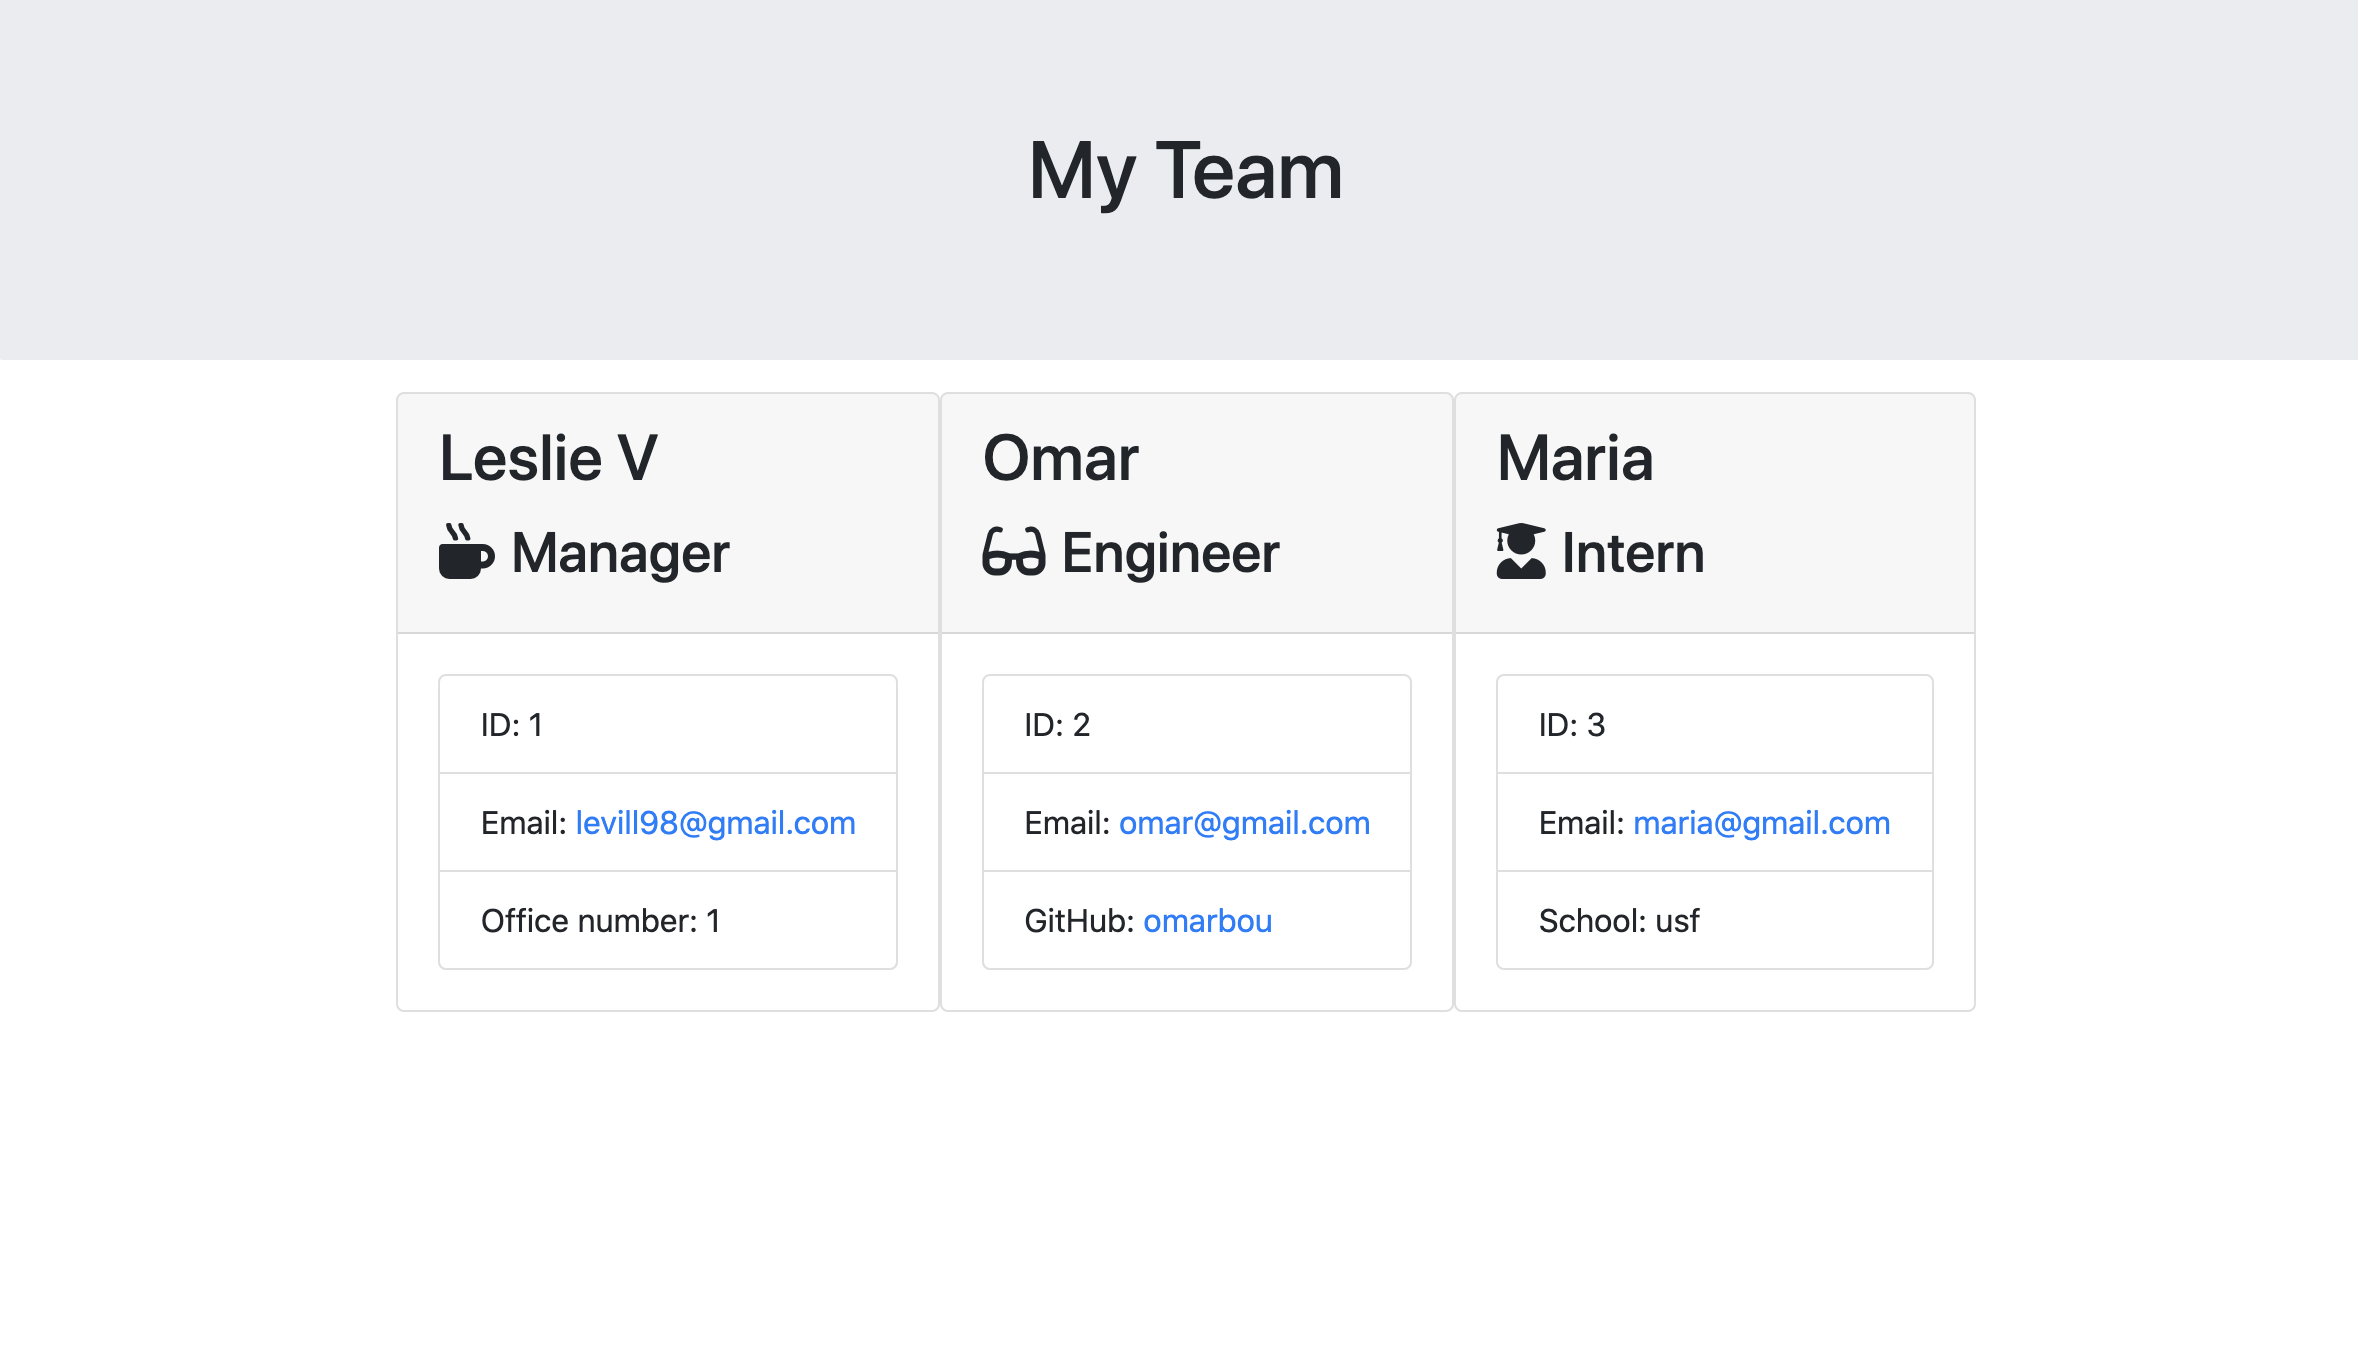 My Team
Leslie V
Manager
ID: 1
Email: levill98@gmail.com
Office number: 1
Omar
Engineer
ID: 2
Email: omar@gmail.com
GitHub: omarbou
Maria
Intern
ID: 3
Email: maria@gmail.com
School: usf